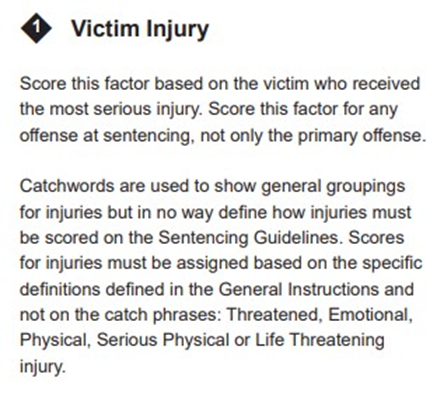 1 Victim Injury
Score this factor based on the victim who received
the most serious injury. Score this factor for any
offense at sentencing, not only the primary offense.
Catchwords are used to show general groupings
for injuries but in no way define how injuries must
be scored on the Sentencing Guidelines. Scores
for injuries must be assigned based on the specific
definitions defined in the General Instructions and
not on the catch phrases: Threatened, Emotional,
Physical, Serious Physical or Life Threatening
injury.